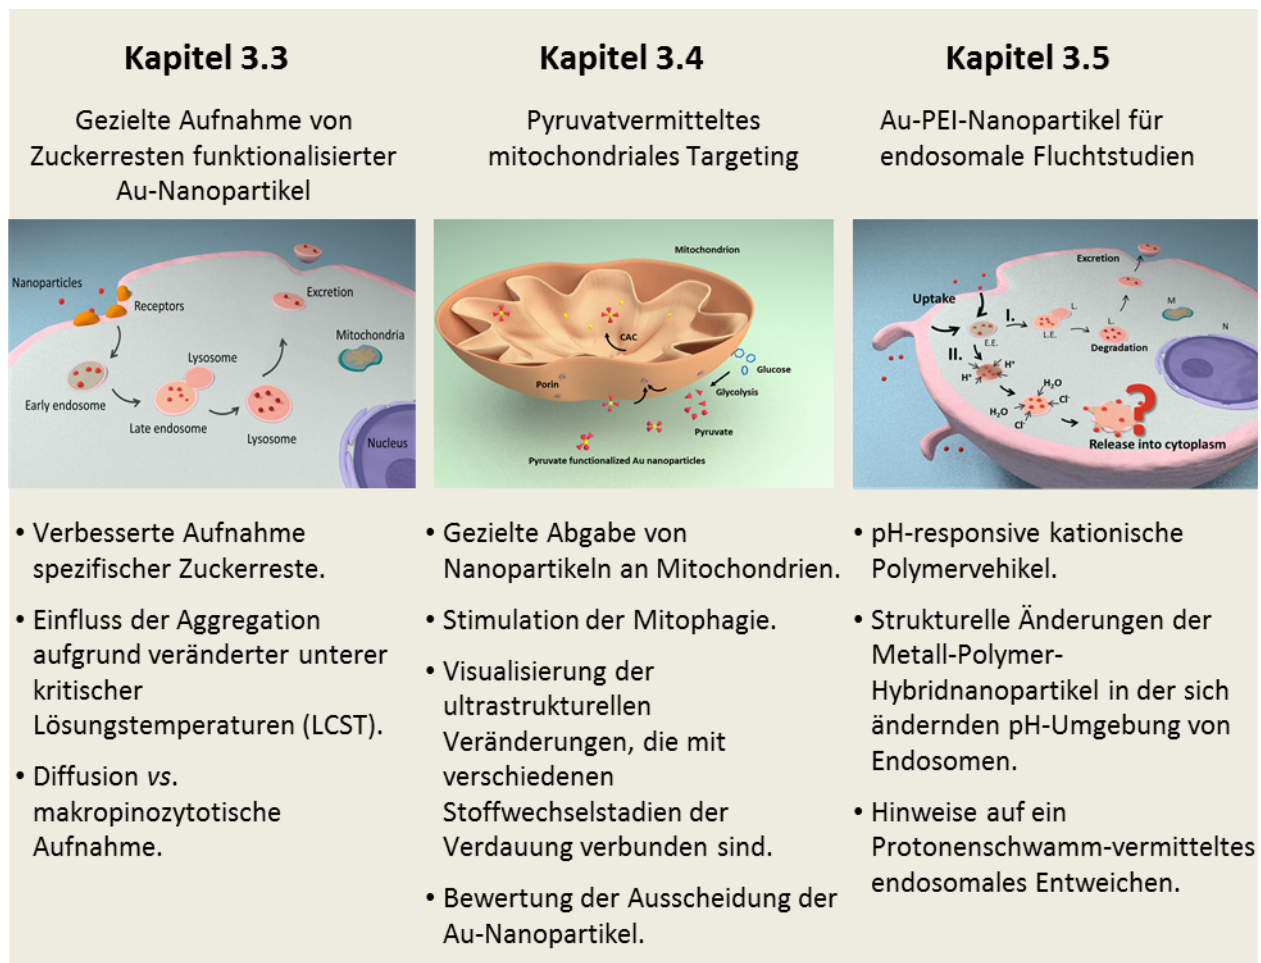 Kapitel 3.3
Gezielte Aufnahme von
Zuckerresten funktionalisierter
Au-Nanopartikel
Nanoparticles
Receptors
Excretion
Mitochondria
Lysosome
Early endosome
Late endosome
Lysosome
Nucleus
• Verbesserte Aufnahme
spezifischer Zuckerreste.
• Einfluss der Aggregation
aufgrund veränderter unterer
kritischer
Lösungstemperaturen (LCST).
• Diffusion vs.
makropinozytotische
Aufnahme.
Kapitel 3.4
Pyruvatvermitteltes
mitochondriales Targeting
Mitochondrion
CAC
Porin
Glucose
Glycolysis
Pyruvate
Pyruvate functionalized Au nanoparticles
• Gezielte Abgabe von
Nanopartikeln an Mitochondrien.
• Stimulation der Mitophagie.
• Visualisierung der
ultrastrukturellen
Veränderungen, die mit
verschiedenen
Stoffwechselstadien der
Verdauung verbunden sind.
• Bewertung der Ausscheidung der
Au-Nanopartikel.
Kapitel 3.5
Au-PEI-Nanopartikel für
endosomale Fluchtstudien
Excretion
Uptake
I.
L.
M
E.E.
L.E.
L.
N
Degradation
II.
H⁺
H⁺
H⁺
H₂O
H₂O
Cl⁻
Cl⁻
?
Release into cytoplasm
• pH-responsive kationische
Polymervehikel.
• Strukturelle Änderungen der
Metall-Polymer-
Hybridnanopartikel in der sich
ändernden pH-Umgebung von
Endosomen.
• Hinweise auf ein
Protonenschwamm-vermitteltes
endosomales Entweichen.